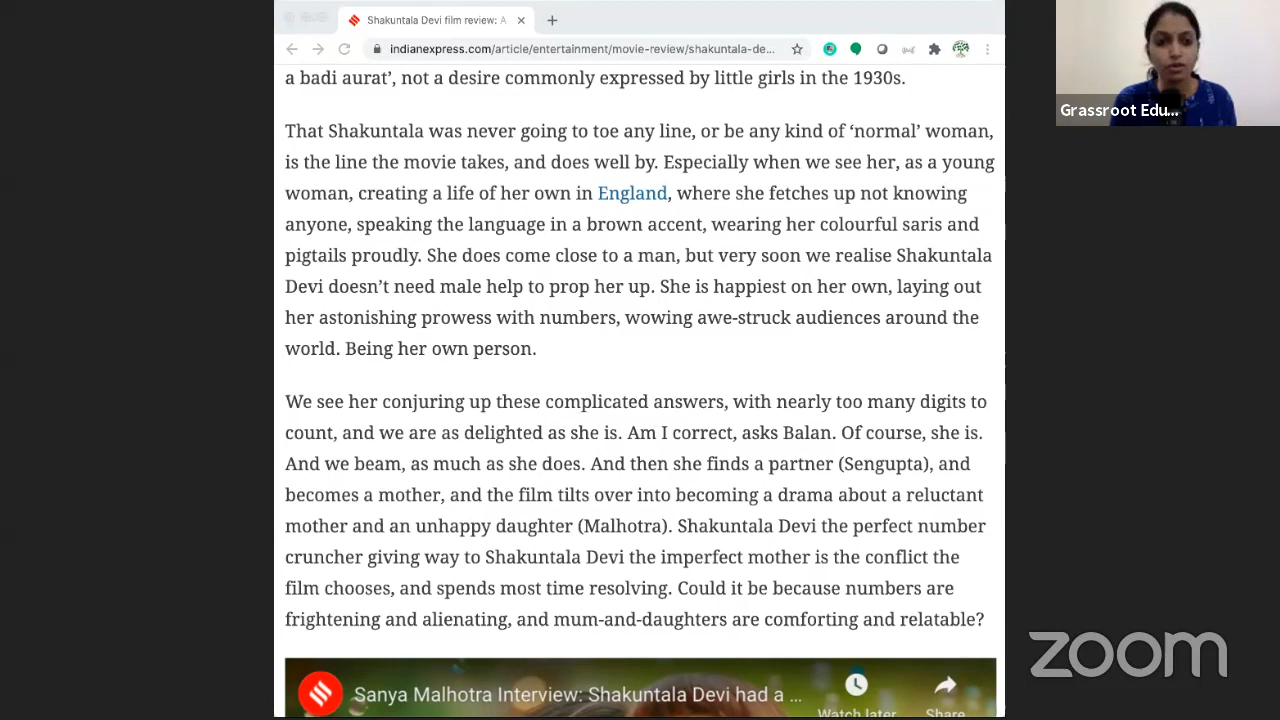 Shakuntala Devi film review: A
indianexpress.com/article/entertainment/movie-review/shakuntala-de...
a badi aurat’, not a desire commonly expressed by little girls in the 1930s.
That Shakuntala was never going to toe any line, or be any kind of ‘normal’ woman,
is the line the movie takes, and does well by. Especially when we see her, as a young
woman, creating a life of her own in England, where she fetches up not knowing
anyone, speaking the language in a brown accent, wearing her colourful saris and
pigtails proudly. She does come close to a man, but very soon we realise Shakuntala
Devi doesn’t need male help to prop her up. She is happiest on her own, laying out
her astonishing prowess with numbers, wowing awe-struck audiences around the
world. Being her own person.
We see her conjuring up these complicated answers, with nearly too many digits to
count, and we are as delighted as she is. Am I correct, asks Balan. Of course, she is.
And we beam, as much as she does. And then she finds a partner (Sengupta), and
becomes a mother, and the film tilts over into becoming a drama about a reluctant
mother and an unhappy daughter (Malhotra). Shakuntala Devi the perfect number
cruncher giving way to Shakuntala Devi the imperfect mother is the conflict the
film chooses, and spends most time resolving. Could it be because numbers are
frightening and alienating, and mum-and-daughters are comforting and relatable?
Sanya Malhotra Interview: Shakuntala Devi had a ...
Watch later
Share
Grassroot Edu...
zoom